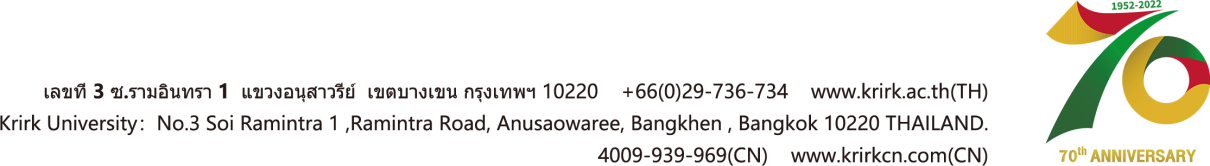 เลขที่ 3 ซ.รามอินทรา 1 แขวงอนุสาวรีย์ เขตบางเขน กรุงเทพฯ 10220 +66(0)29-736-734 www.krirk.ac.th(TH)
Krirk University：No.3 Soi Ramintra 1 ,Ramintra Road, Anusaowaree, Bangkhen , Bangkok 10220 THAILAND.
4009-939-969(CN) www.krirkcn.com(CN)
1952-2022
70
70th ANNIVERSARY